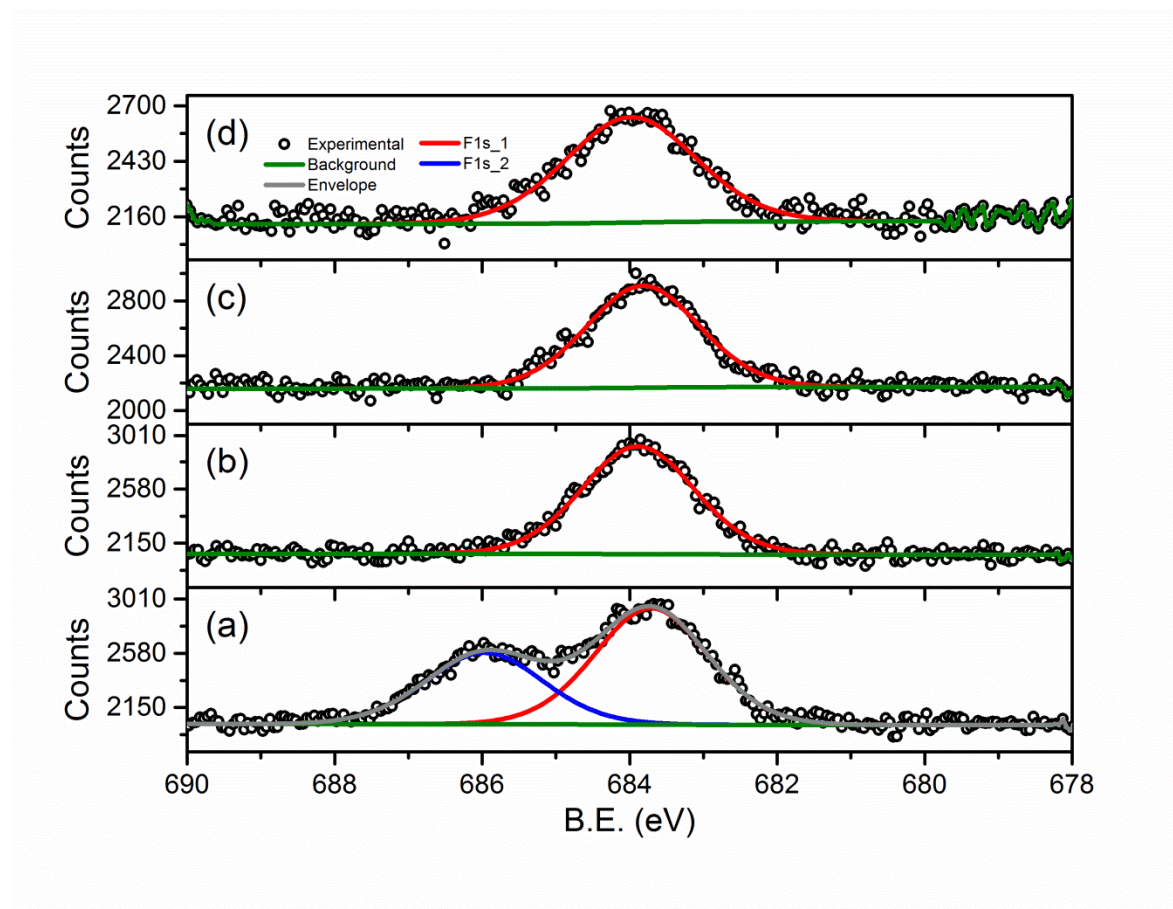 Counts
2700
2430
2160
(d)
Experimental
F1s_1
Background
F1s_2
Envelope
Counts
2800
2400
2000
(c)
Counts
3010
2580
2150
(b)
Counts
3010
2580
2150
(a)
690 688 686 684 682 680 678
B.E. (eV)